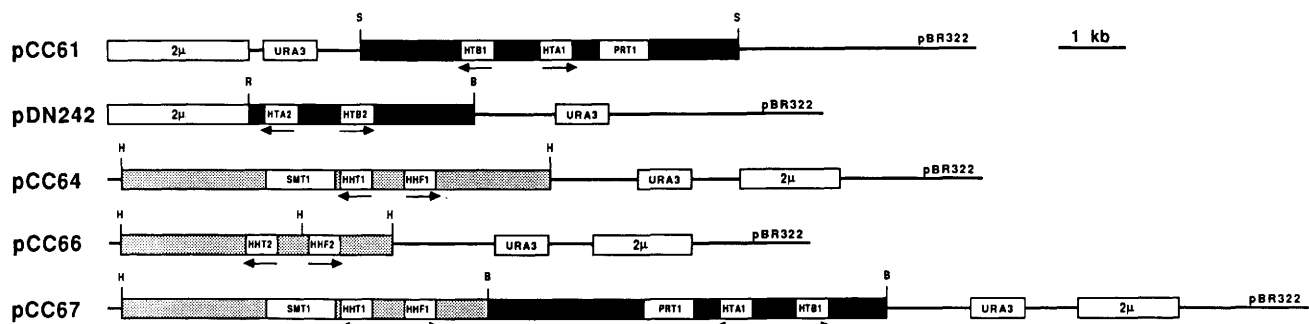 S S
pCC61 2μ URA3 HTB1 HTA1 PRT1 pBR322 1 kb
R B
pDN242 2μ HTA2 HTB2 URA3 pBR322
H H
pCC64 SMT1 HHT1 HHF1 URA3 2μ pBR322
H H H
pCC66 HHT2 HHF2 URA3 2μ pBR322
H B B
pCC67 SMT1 HHT1 HHF1 PRT1 HTA1 HTB1 URA3 2μ pBR322